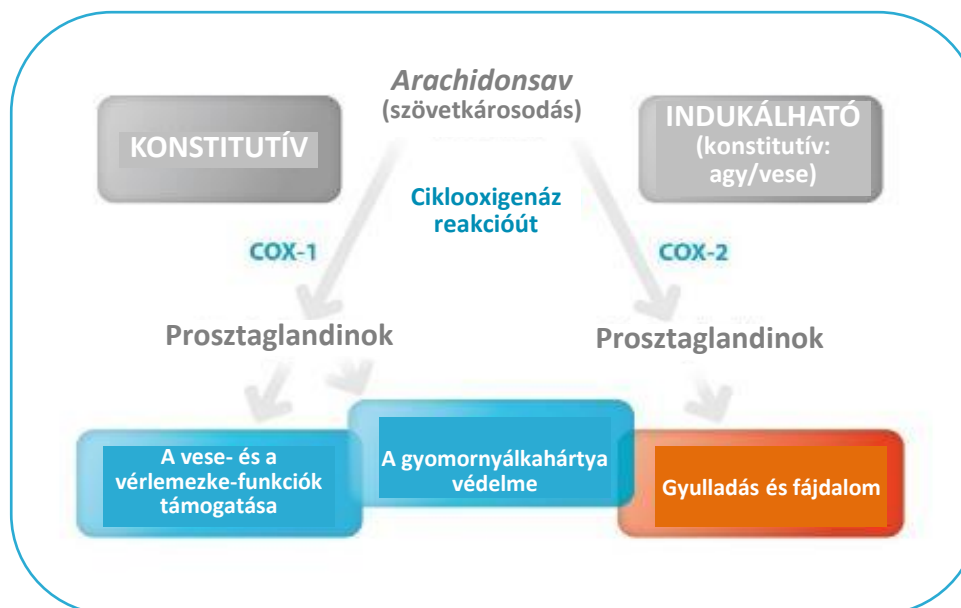 Arachidonsav
(szövetkárosodás)
KONSTITUTÍV
INDUKÁLHATÓ
(konstitutív:
agy/vese)
Ciklooxigenáz
reakcióút
COX-1
COX-2
Prosztaglandinok
Prosztaglandinok
A vese- és a
vérlemezke-funkciók
támogatása
A gyomornyálkahártya
védelme
Gyulladás és fájdalom